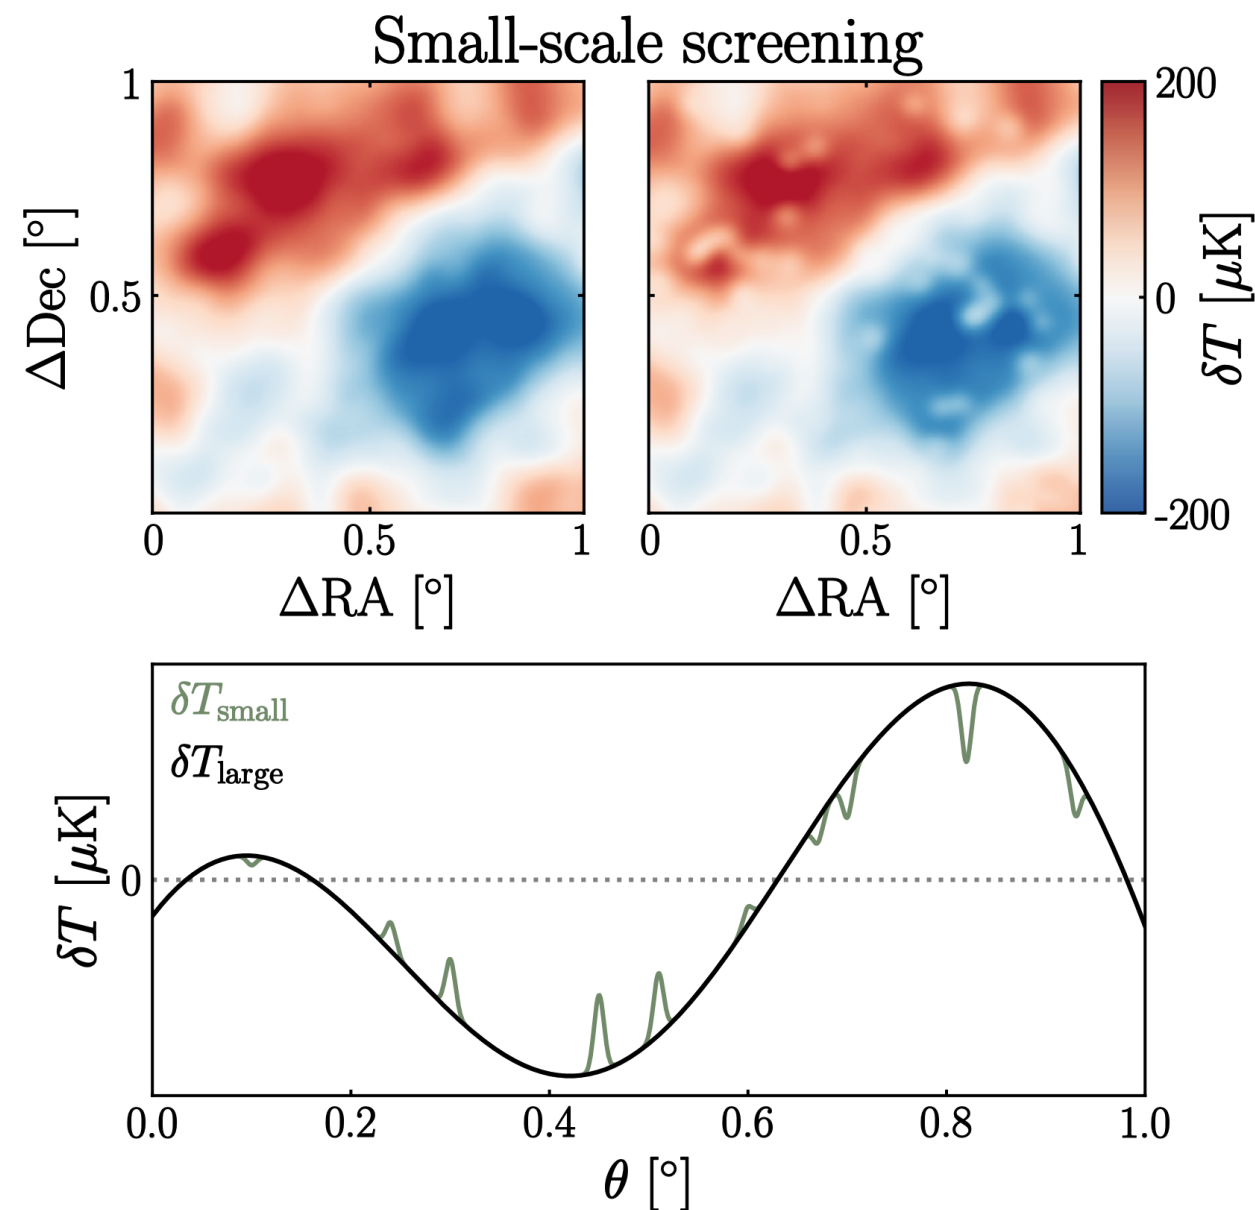 Small-scale screening
1
0.5
ΔDec [°]
0 0.5 1
ΔRA [°]
0 0.5 1
ΔRA [°]
200
0
-200
δT [μK]
δT_small
δT_large
0
δT [μK]
0.0 0.2 0.4 0.6 0.8 1.0
θ [°]